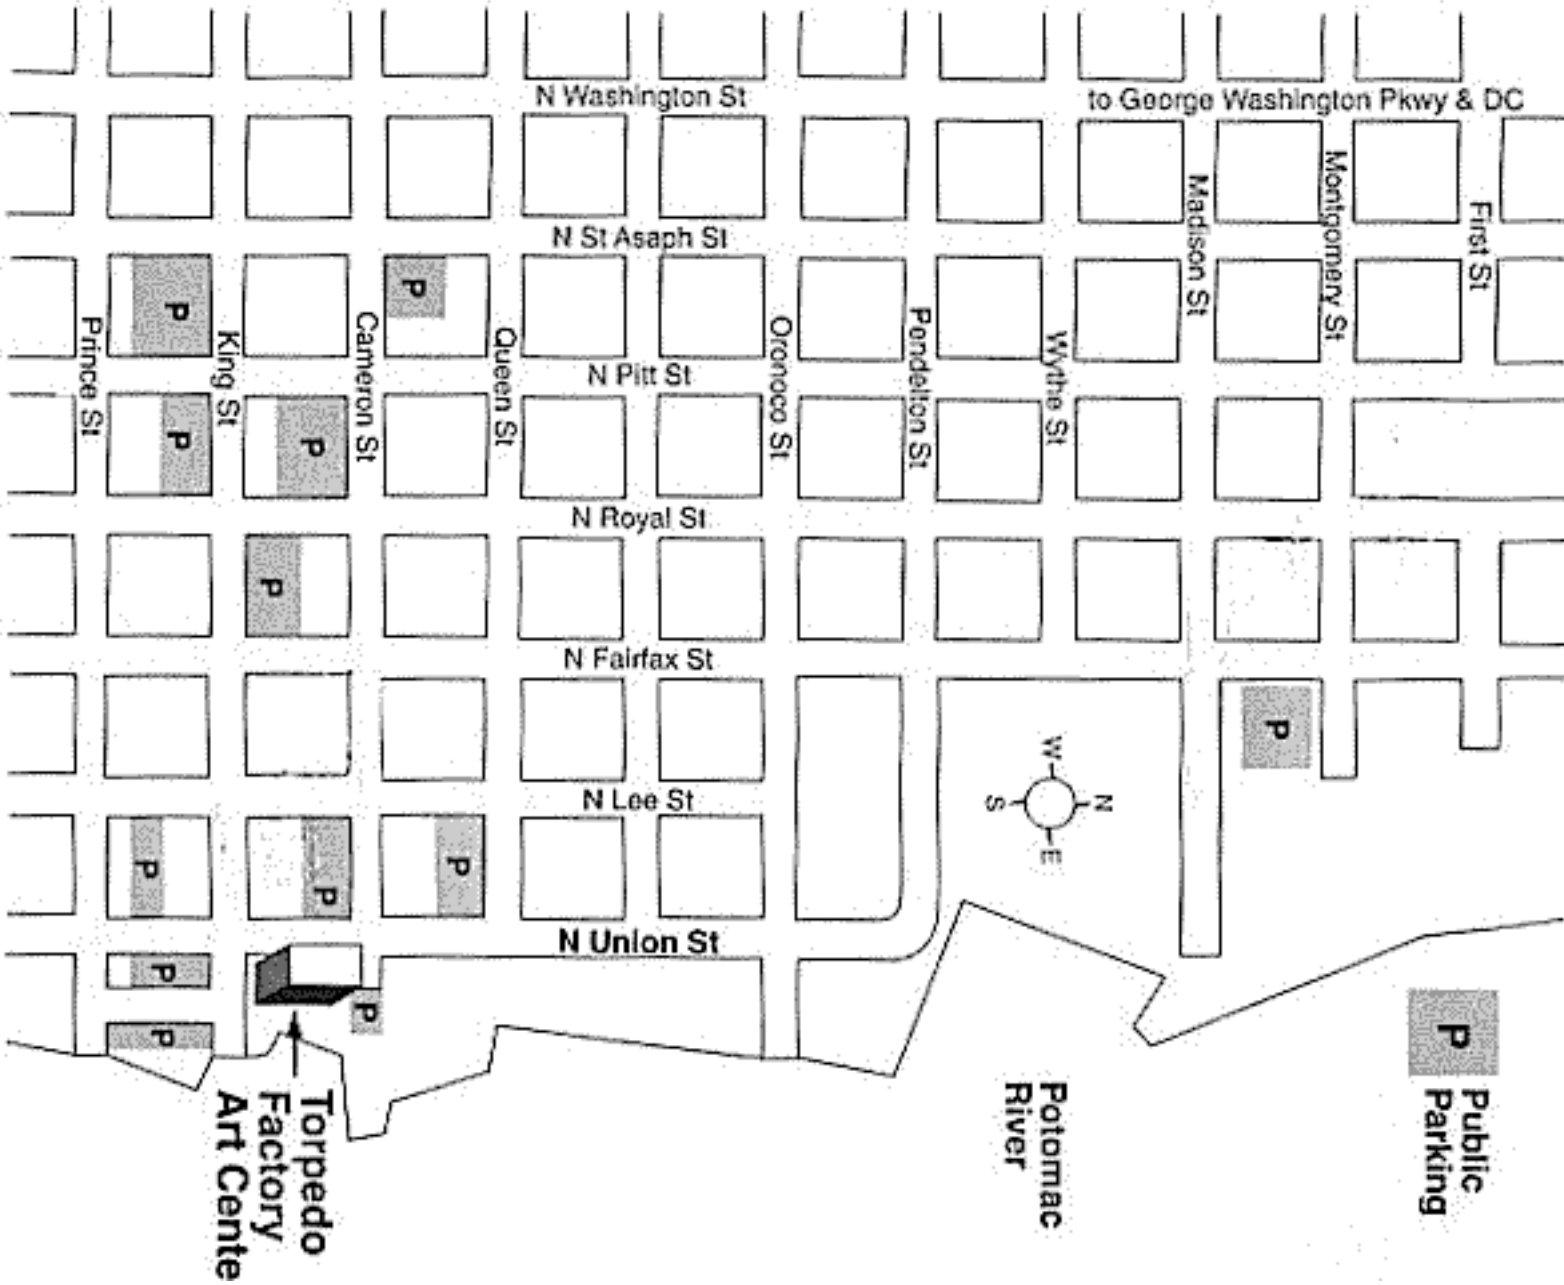 N Washington St
to George Washington Pkwy & DC
N St Asaph St
Madison St
Montgomery St
First St
P
P
Prince St
King St
Cameron St
Queen St
N Pitt St
Oronoco St
Pendelton St
Wythe St
P
P
N Royal St
P
N Fairfax St
P
W
S
N
E
N Lee St
P
P
P
N Union St
P
P
P
P
Public
Parking
Potomac
River
Torpedo
Factory
Art Cente